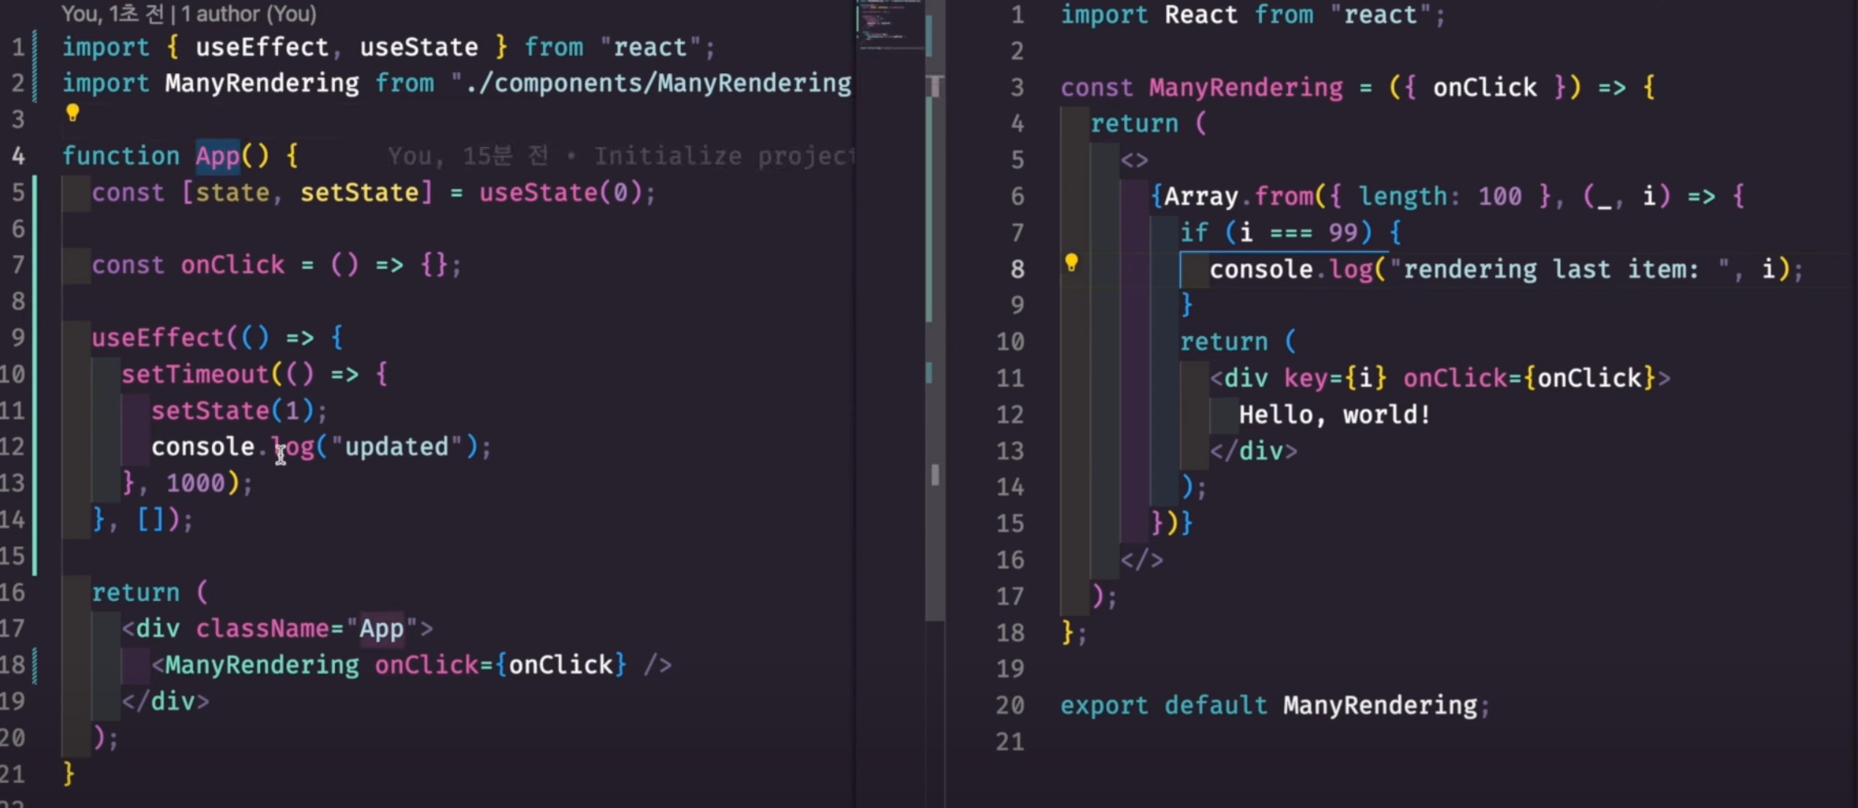 You, 1초 전 | 1 author (You)
1 import { useEffect, useState } from "react";
2 import ManyRendering from "./components/ManyRendering
3
4 function App() { You, 15분 전 • Initialize project
5 const [state, setState] = useState(0);
6
7 const onClick = () => {};
8
9 useEffect(() => {
10 setTimeout(() => {
11 setState(1);
12 console.log("updated");
13 }, 1000);
14 }, []);
15
16 return (
17 <div className="App">
18 <ManyRendering onClick={onClick} />
19 </div>
20 );
21 }
1 import React from "react";
2
3 const ManyRendering = ({ onClick }) => {
4 return (
5 <>
6 {Array.from({ length: 100 }, (_, i) => {
7 if (i === 99) {
8 console.log("rendering last item: ", i);
9 }
10 return (
11 <div key={i} onClick={onClick}>
12 Hello, world!
13 </div>
14 );
15 })}
16 </>
17 );
18 };
19
20 export default ManyRendering;
21